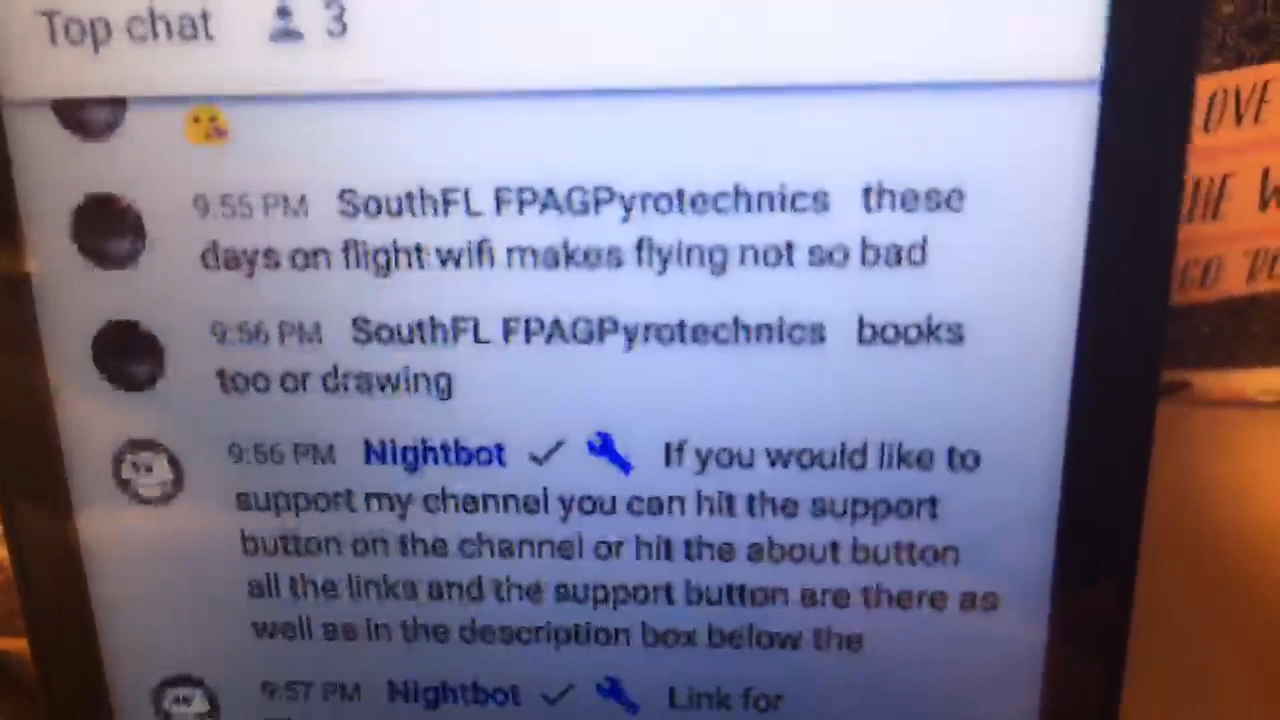 Top chat 3
9:55 PM SouthFL FPAGPyrotechnics these
days on flight wifi makes flying not so bad
9:56 PM SouthFL FPAGPyrotechnics books
too or drawing
9:56 PM Nightbot If you would like to
support my channel you can hit the support
button on the channel or hit the about button
all the links and the support button are there as
well as in the description box below the
9:57 PM Nightbot Link for
OVE
HE W
GO